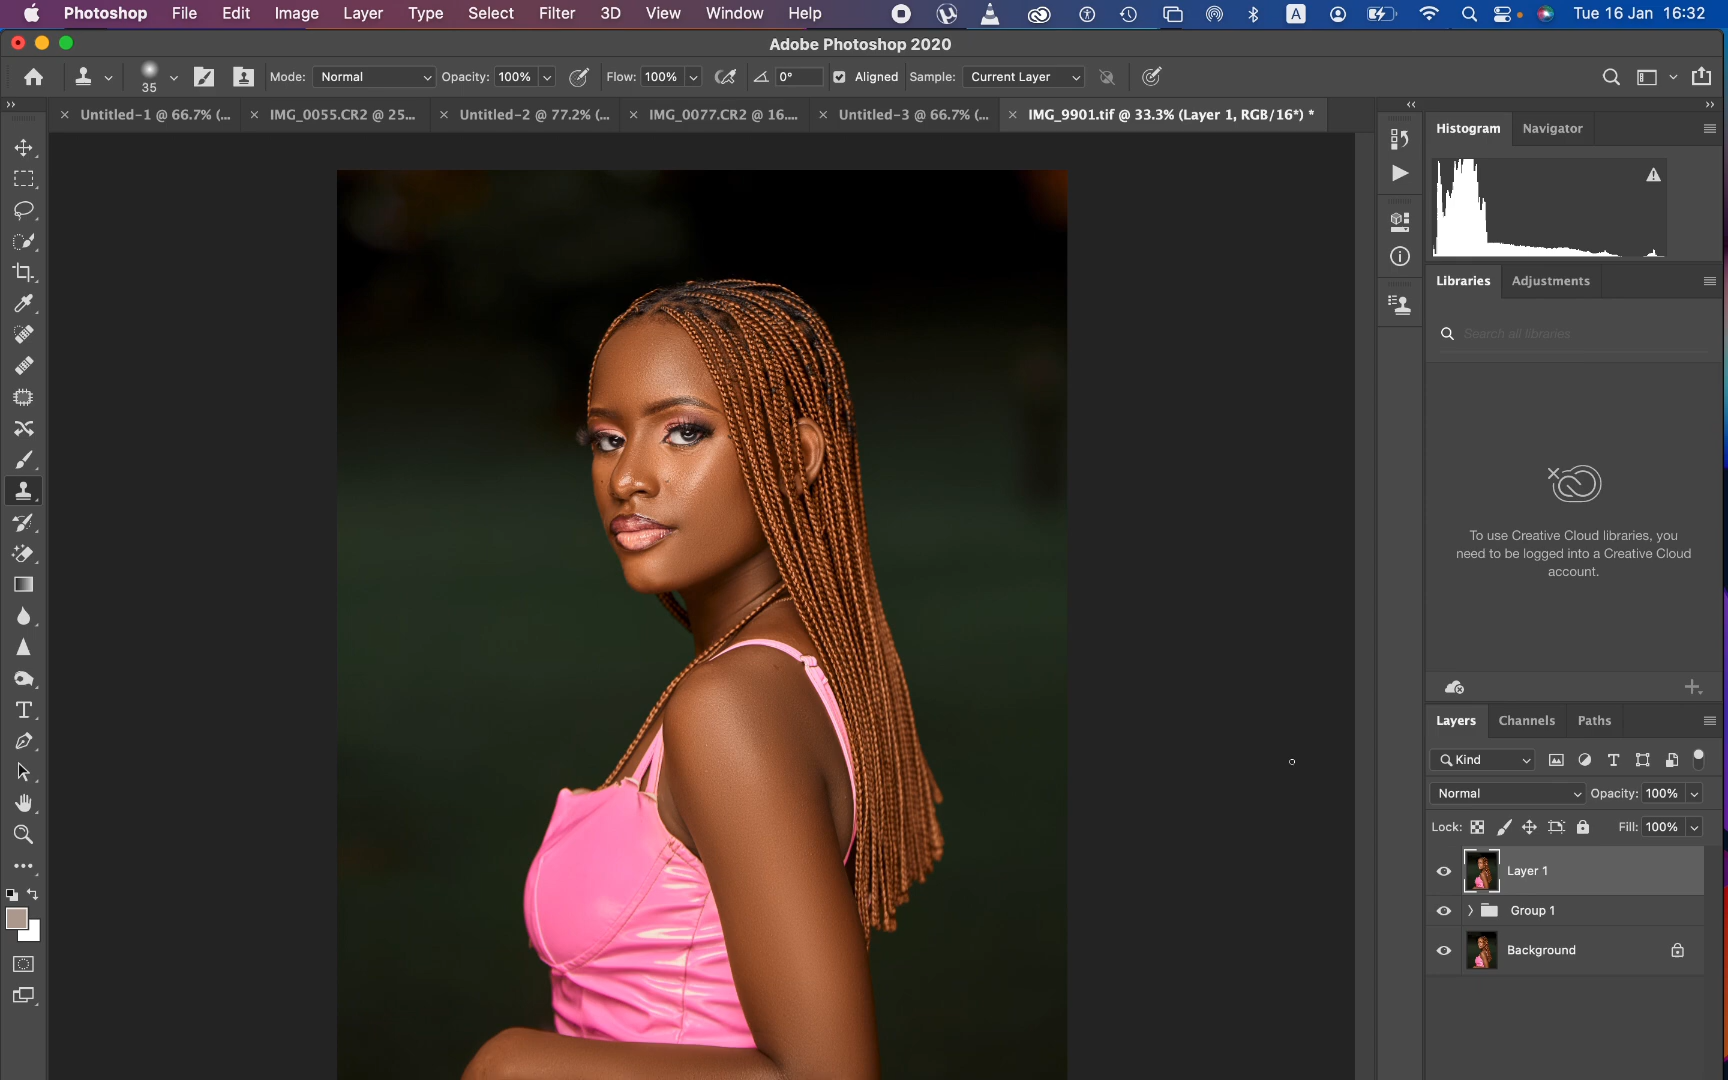 Photoshop File Edit Image Layer Type Select Filter 3D View Window Help A Tue 16 Jan 16:32
Adobe Photoshop 2020
35 Mode: Normal Opacity: 100% Flow: 100% 0° Aligned Sample: Current Layer
Untitled-1 @ 66.7% (... IMG_0055.CR2 @ 25... Untitled-2 @ 77.2% (... IMG_0077.CR2 @ 16.... Untitled-3 @ 66.7% (... IMG_9901.tif @ 33.3% (Layer 1, RGB/16*) *
Histogram Navigator
Libraries Adjustments
Search all libraries
To use Creative Cloud libraries, you
need to be logged into a Creative Cloud
account.
Layers Channels Paths
Kind
Normal Opacity: 100%
Lock: Fill: 100%
Layer 1
Group 1
Background